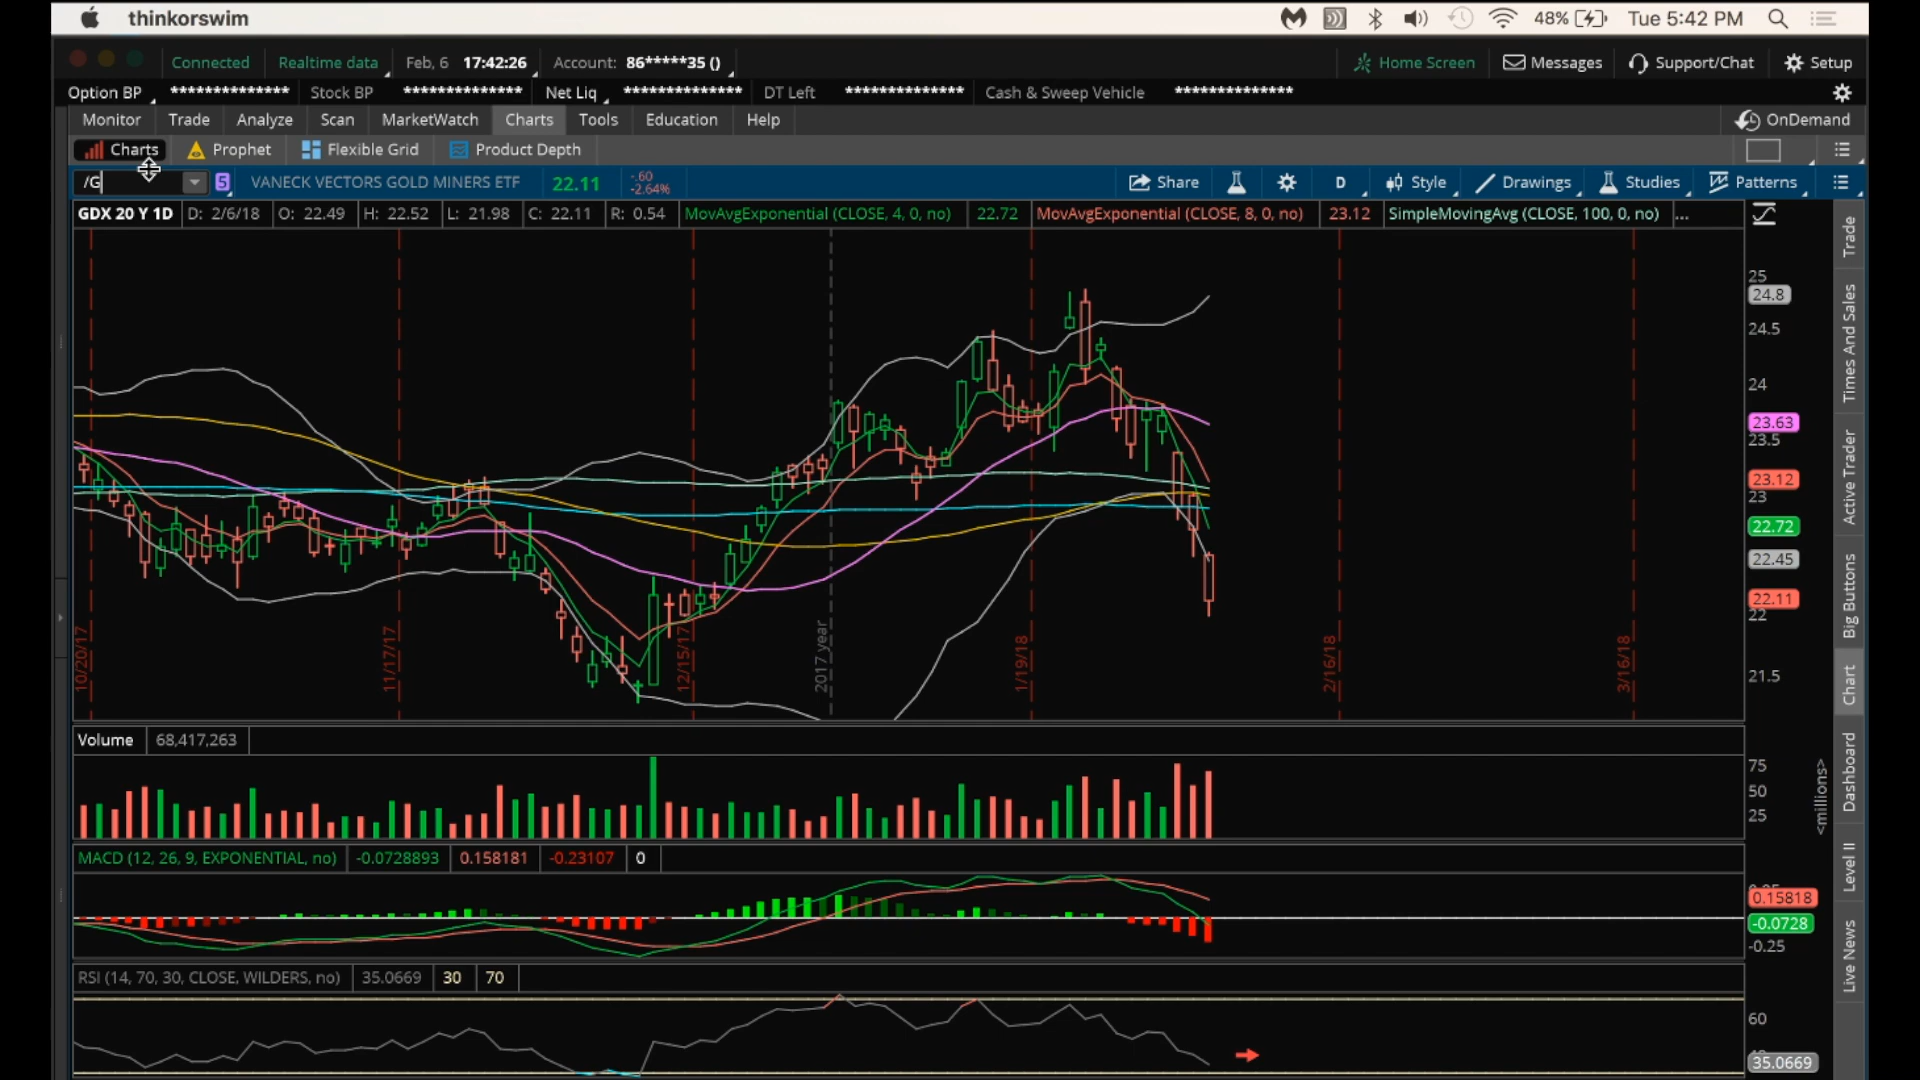 thinkorswim 48% Tue 5:42 PM
Connected Realtime data Feb, 6 17:42:26 Account: 86*****35 () Home Screen Messages Support/Chat Setup
Option BP ************** Stock BP ************** Net Liq ************** DT Left ************** Cash & Sweep Vehicle **************
Monitor Trade Analyze Scan MarketWatch Charts Tools Education Help OnDemand
Charts Prophet Flexible Grid Product Depth
/G 5 VANECK VECTORS GOLD MINERS ETF 22.11 -.60 -2.64% Share D Style Drawings Studies Patterns
GDX 20 Y 1D D: 2/6/18 O: 22.49 H: 22.52 L: 21.98 C: 22.11 R: 0.54 MovAvgExponential (CLOSE, 4, 0, no) 22.72 MovAvgExponential (CLOSE, 8, 0, no) 23.12 SimpleMovingAvg (CLOSE, 100, 0, no) ...
25
24.8
24.5
24
23.63
23.5
23.12
23
22.72
22.45
22.11
22
21.5
10/20/17
11/17/17
12/15/17
2017 year
1/19/18
2/16/18
3/16/18
Volume 68,417,263
75
50
25
<millions>
MACD (12, 26, 9, EXPONENTIAL, no) -0.0728893 0.158181 -0.23107 0
0.15818
-0.0728
-0.25
RSI (14, 70, 30, CLOSE, WILDERS, no) 35.0669 30 70
60
35.0669
Trade
Times And Sales
Active Trader
Big Buttons
Chart
Dashboard
Level II
Live News